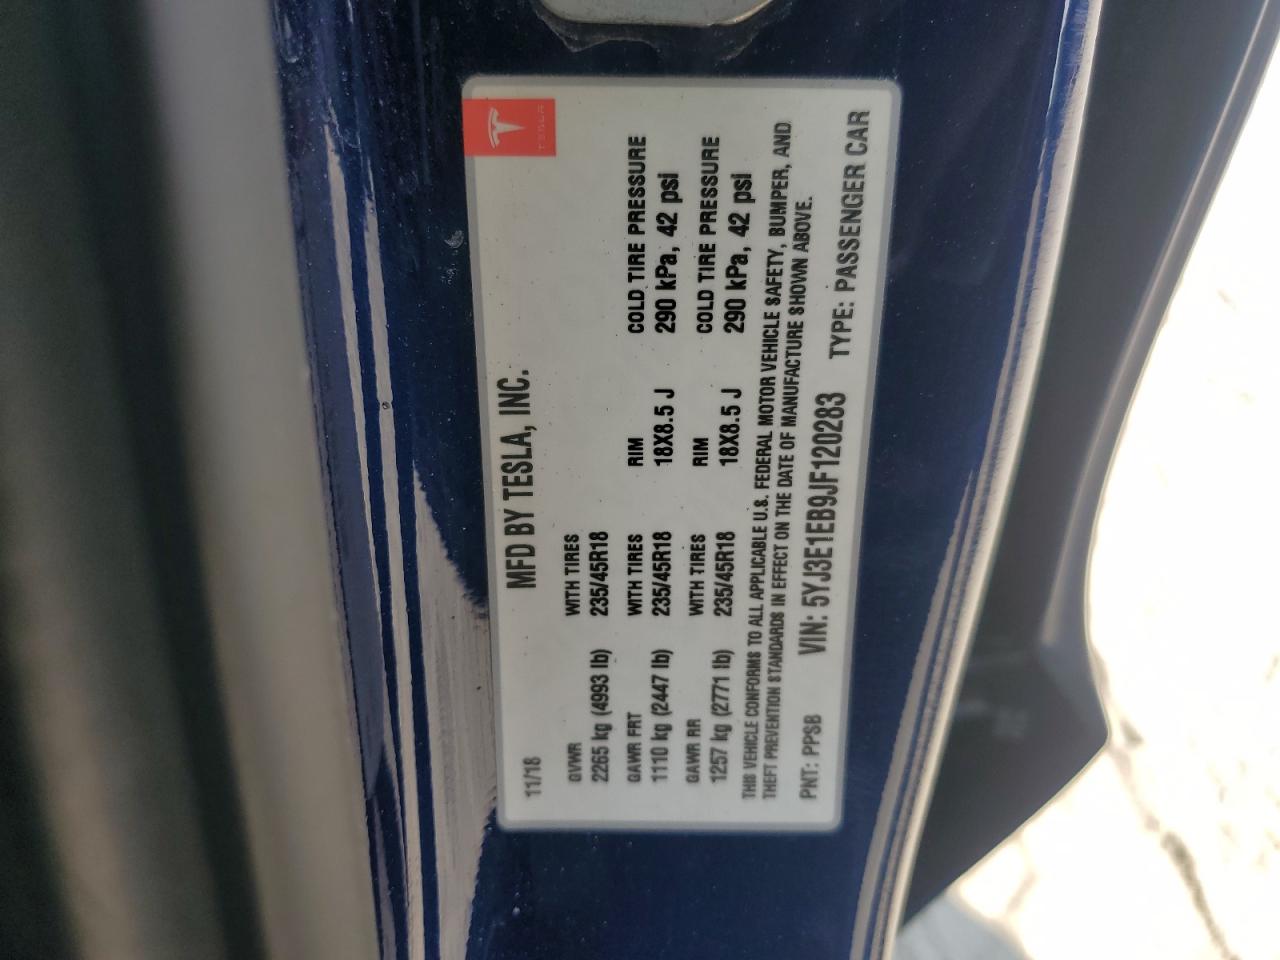 TESLA
MFD BY TESLA, INC.
11/18
GVWR WITH TIRES
2265 kg (4993 lb) 235/45R18
GAWR FRT WITH TIRES RIM COLD TIRE PRESSURE
1110 kg (2447 lb) 235/45R18 18X8.5 J 290 kPa, 42 psi
GAWR RR WITH TIRES RIM COLD TIRE PRESSURE
1257 kg (2771 lb) 235/45R18 18X8.5 J 290 kPa, 42 psi
THIS VEHICLE CONFORMS TO ALL APPLICABLE U.S. FEDERAL MOTOR VEHICLE SAFETY, BUMPER, AND
THEFT PREVENTION STANDARDS IN EFFECT ON THE DATE OF MANUFACTURE SHOWN ABOVE.
PNT: PPSB VIN: 5YJ3E1EB9JF120283 TYPE: PASSENGER CAR